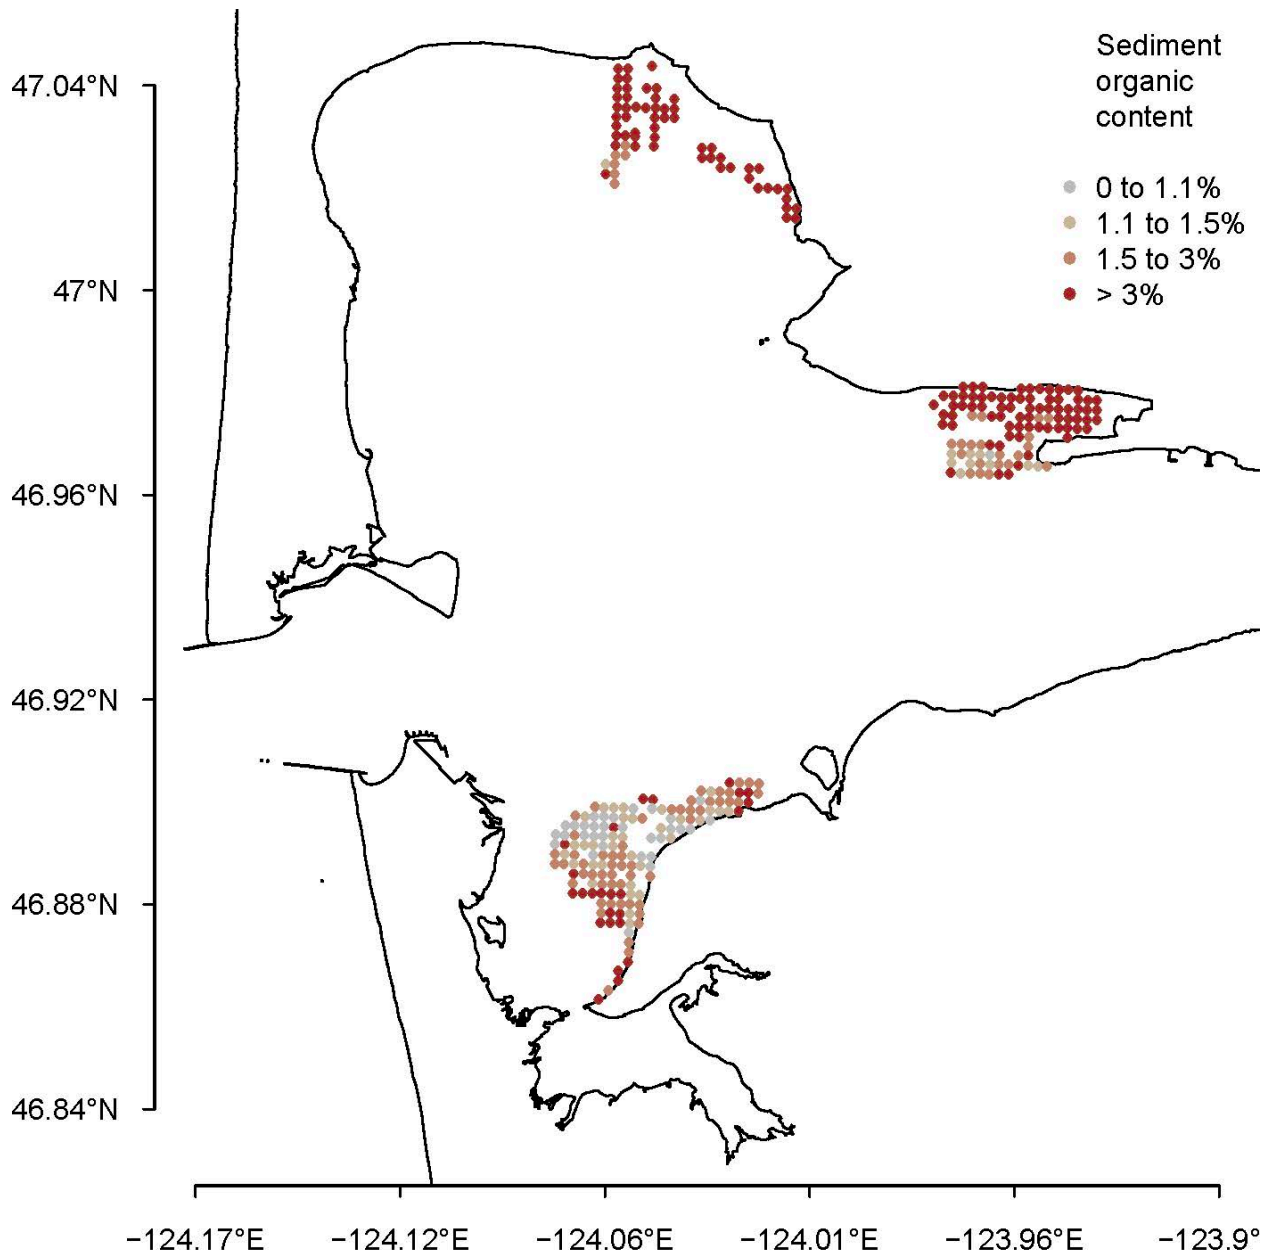 Sediment
organic
content
0 to 1.1%
1.1 to 1.5%
1.5 to 3%
> 3%
47.04°N
47°N
46.96°N
46.92°N
46.88°N
46.84°N
−124.17°E −124.12°E −124.06°E −124.01°E −123.96°E −123.9°